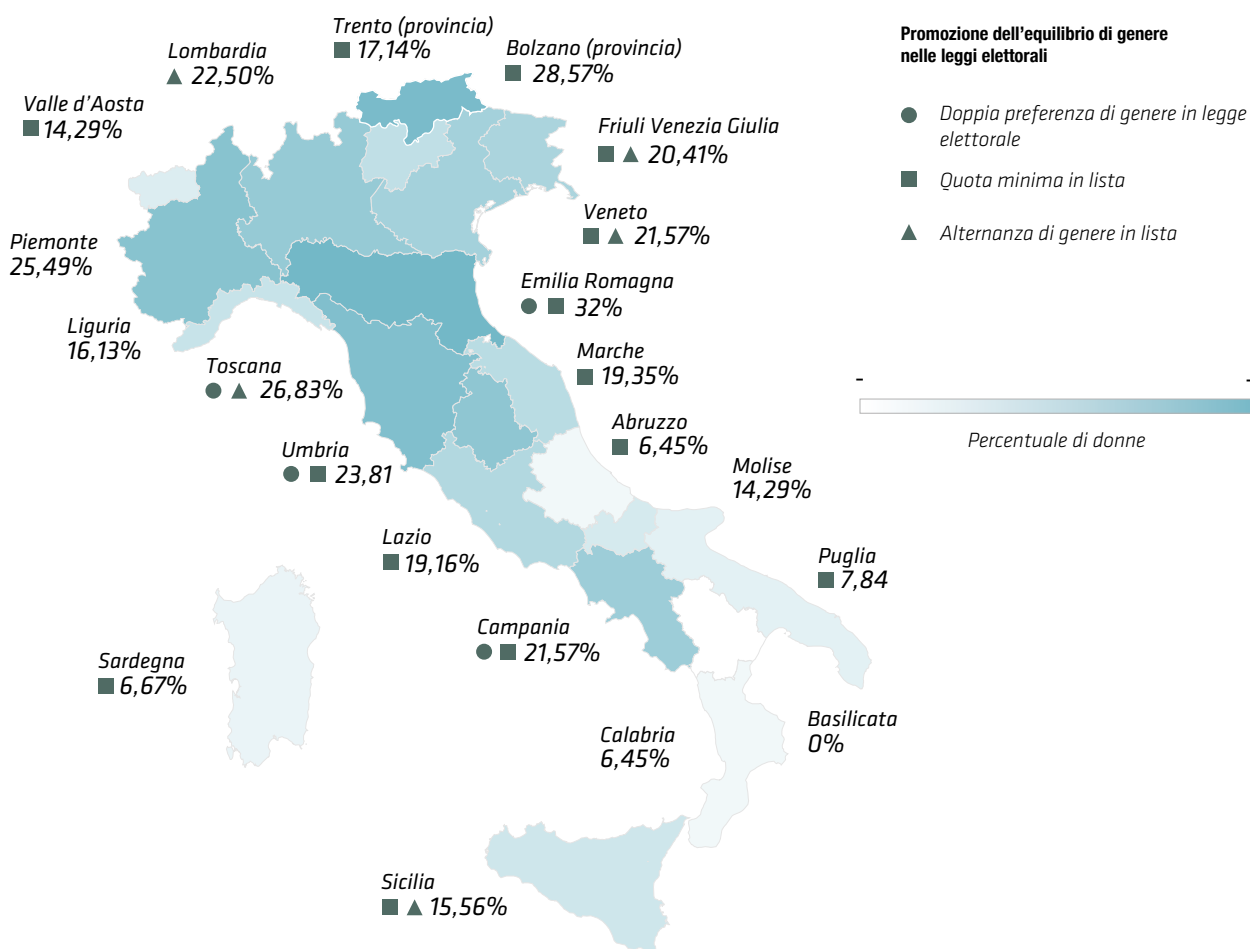 Trento (provincia)
■ 17,14%
Bolzano (provincia)
■ 28,57%
Lombardia
▲ 22,50%
Valle d'Aosta
■ 14,29%
Friuli Venezia Giulia
■ ▲ 20,41%
Veneto
■ ▲ 21,57%
Piemonte
25,49%
Emilia Romagna
● ■ 32%
Liguria
16,13%
Marche
■ 19,35%
Toscana
● ▲ 26,83%
Abruzzo
■ 6,45%
Umbria
● ■ 23,81
Molise
14,29%
Lazio
■ 19,16%
Puglia
■ 7,84
Campania
● ■ 21,57%
Sardegna
■ 6,67%
Basilicata
0%
Calabria
6,45%
Sicilia
■ ▲ 15,56%
Promozione dell'equilibrio di genere
nelle leggi elettorali
● Doppia preferenza di genere in legge
elettorale
■ Quota minima in lista
▲ Alternanza di genere in lista
- -
Percentuale di donne